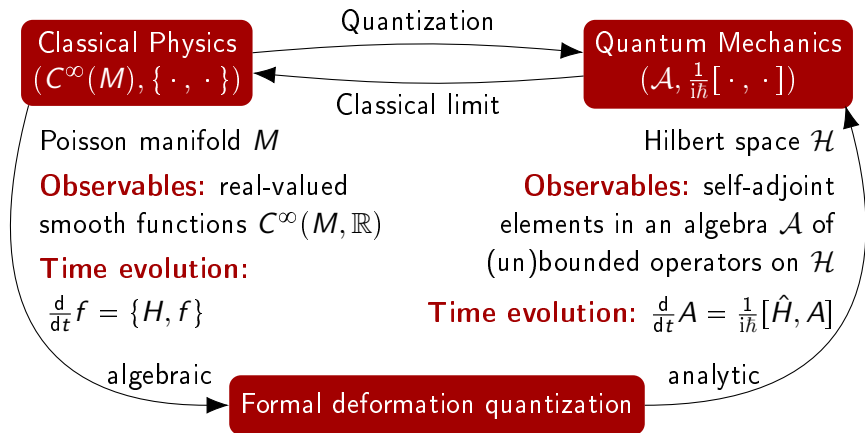 Quantization
Classical Physics
(C^∞(M), { · , · })
Quantum Mechanics
(𝒜, 1/iħ [ · , · ])
Classical limit
Poisson manifold M
Observables: real-valued
smooth functions C^∞(M, ℝ)
Time evolution:
d/dt f = {H, f}
Hilbert space ℋ
Observables: self-adjoint
elements in an algebra 𝒜 of
(un)bounded operators on ℋ
Time evolution: d/dt A = 1/iħ [Ĥ, A]
algebraic
analytic
Formal deformation quantization